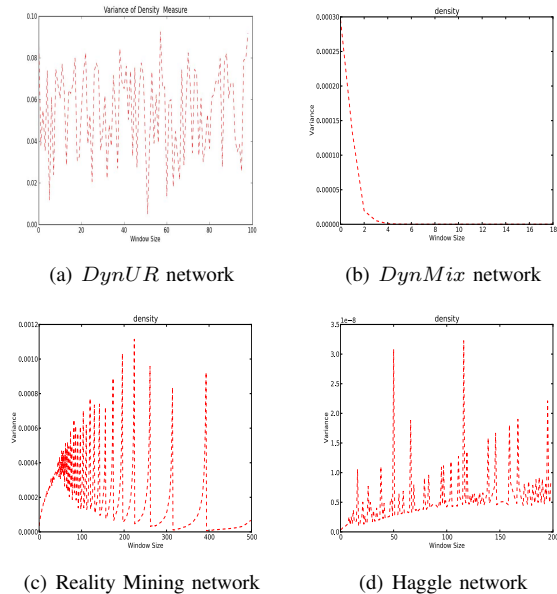 Variance of Density Measure
0.10
0.08
0.06
0.04
0.02
0.00
0 20 40 60 80 100
Window Size
(a) DynUR network
density
0.00030
0.00025
0.00020
0.00015
0.00010
0.00005
0.00000
Variance
0 2 4 6 8 10 12 14 16 18
Window Size
(b) DynMix network
density
0.0012
0.0010
0.0008
0.0006
0.0004
0.0002
0.0000
Variance
0 100 200 300 400 500
Window Size
(c) Reality Mining network
density
1e-8
3.5
3.0
2.5
2.0
1.5
1.0
0.5
0.0
Variance
0 50 100 150 200
Window Size
(d) Haggle network